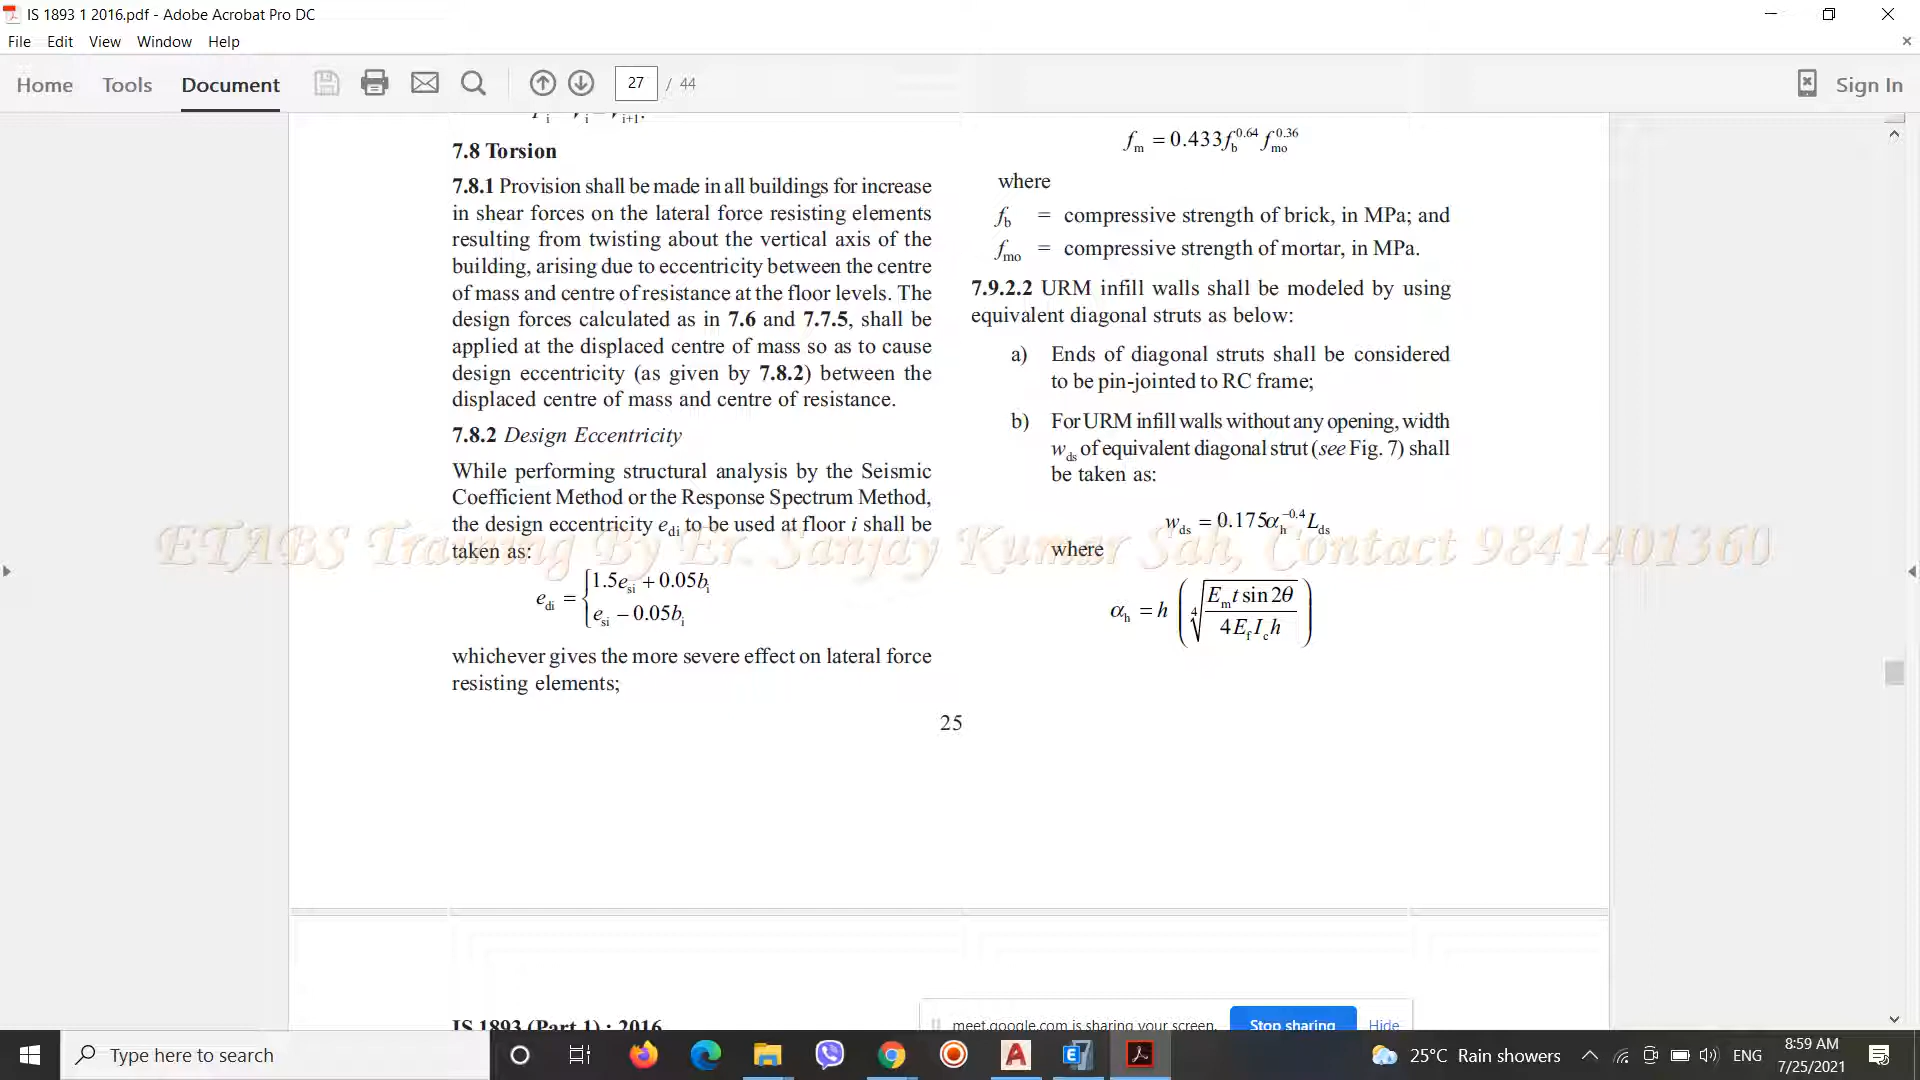 IS 1893 1 2016.pdf - Adobe Acrobat Pro DC
File Edit View Window Help
Home Tools Document 27 / 44 Sign In
7.8 Torsion
7.8.1 Provision shall be made in all buildings for increase
in shear forces on the lateral force resisting elements
resulting from twisting about the vertical axis of the
building, arising due to eccentricity between the centre
of mass and centre of resistance at the floor levels. The
design forces calculated as in 7.6 and 7.7.5, shall be
applied at the displaced centre of mass so as to cause
design eccentricity (as given by 7.8.2) between the
displaced centre of mass and centre of resistance.
7.8.2 Design Eccentricity
While performing structural analysis by the Seismic
Coefficient Method or the Response Spectrum Method,
the design eccentricity e_di to be used at floor i shall be
taken as:
e_di = { 1.5e_si + 0.05b_i
e_si − 0.05b_i
whichever gives the more severe effect on lateral force
resisting elements;
f_m = 0.433 f_b^0.64 f_mo^0.36
where
f_b = compressive strength of brick, in MPa; and
f_mo = compressive strength of mortar, in MPa.
7.9.2.2 URM infill walls shall be modeled by using
equivalent diagonal struts as below:
a) Ends of diagonal struts shall be considered
to be pin-jointed to RC frame;
b) For URM infill walls without any opening, width
w_ds of equivalent diagonal strut (see Fig. 7) shall
be taken as:
w_ds = 0.175α_h^−0.4 L_ds
where
α_h = h ( ⁴√ E_m t sin 2θ / 4 E_f I_c h )
ETABS Training By Er. Sanjay Kumar Sah, Contact 9841401360
25
IS 1893 (Part 1) : 2016
meet.google.com is sharing your screen. Stop sharing Hide
Type here to search
25°C Rain showers ENG 8:59 AM
7/25/2021